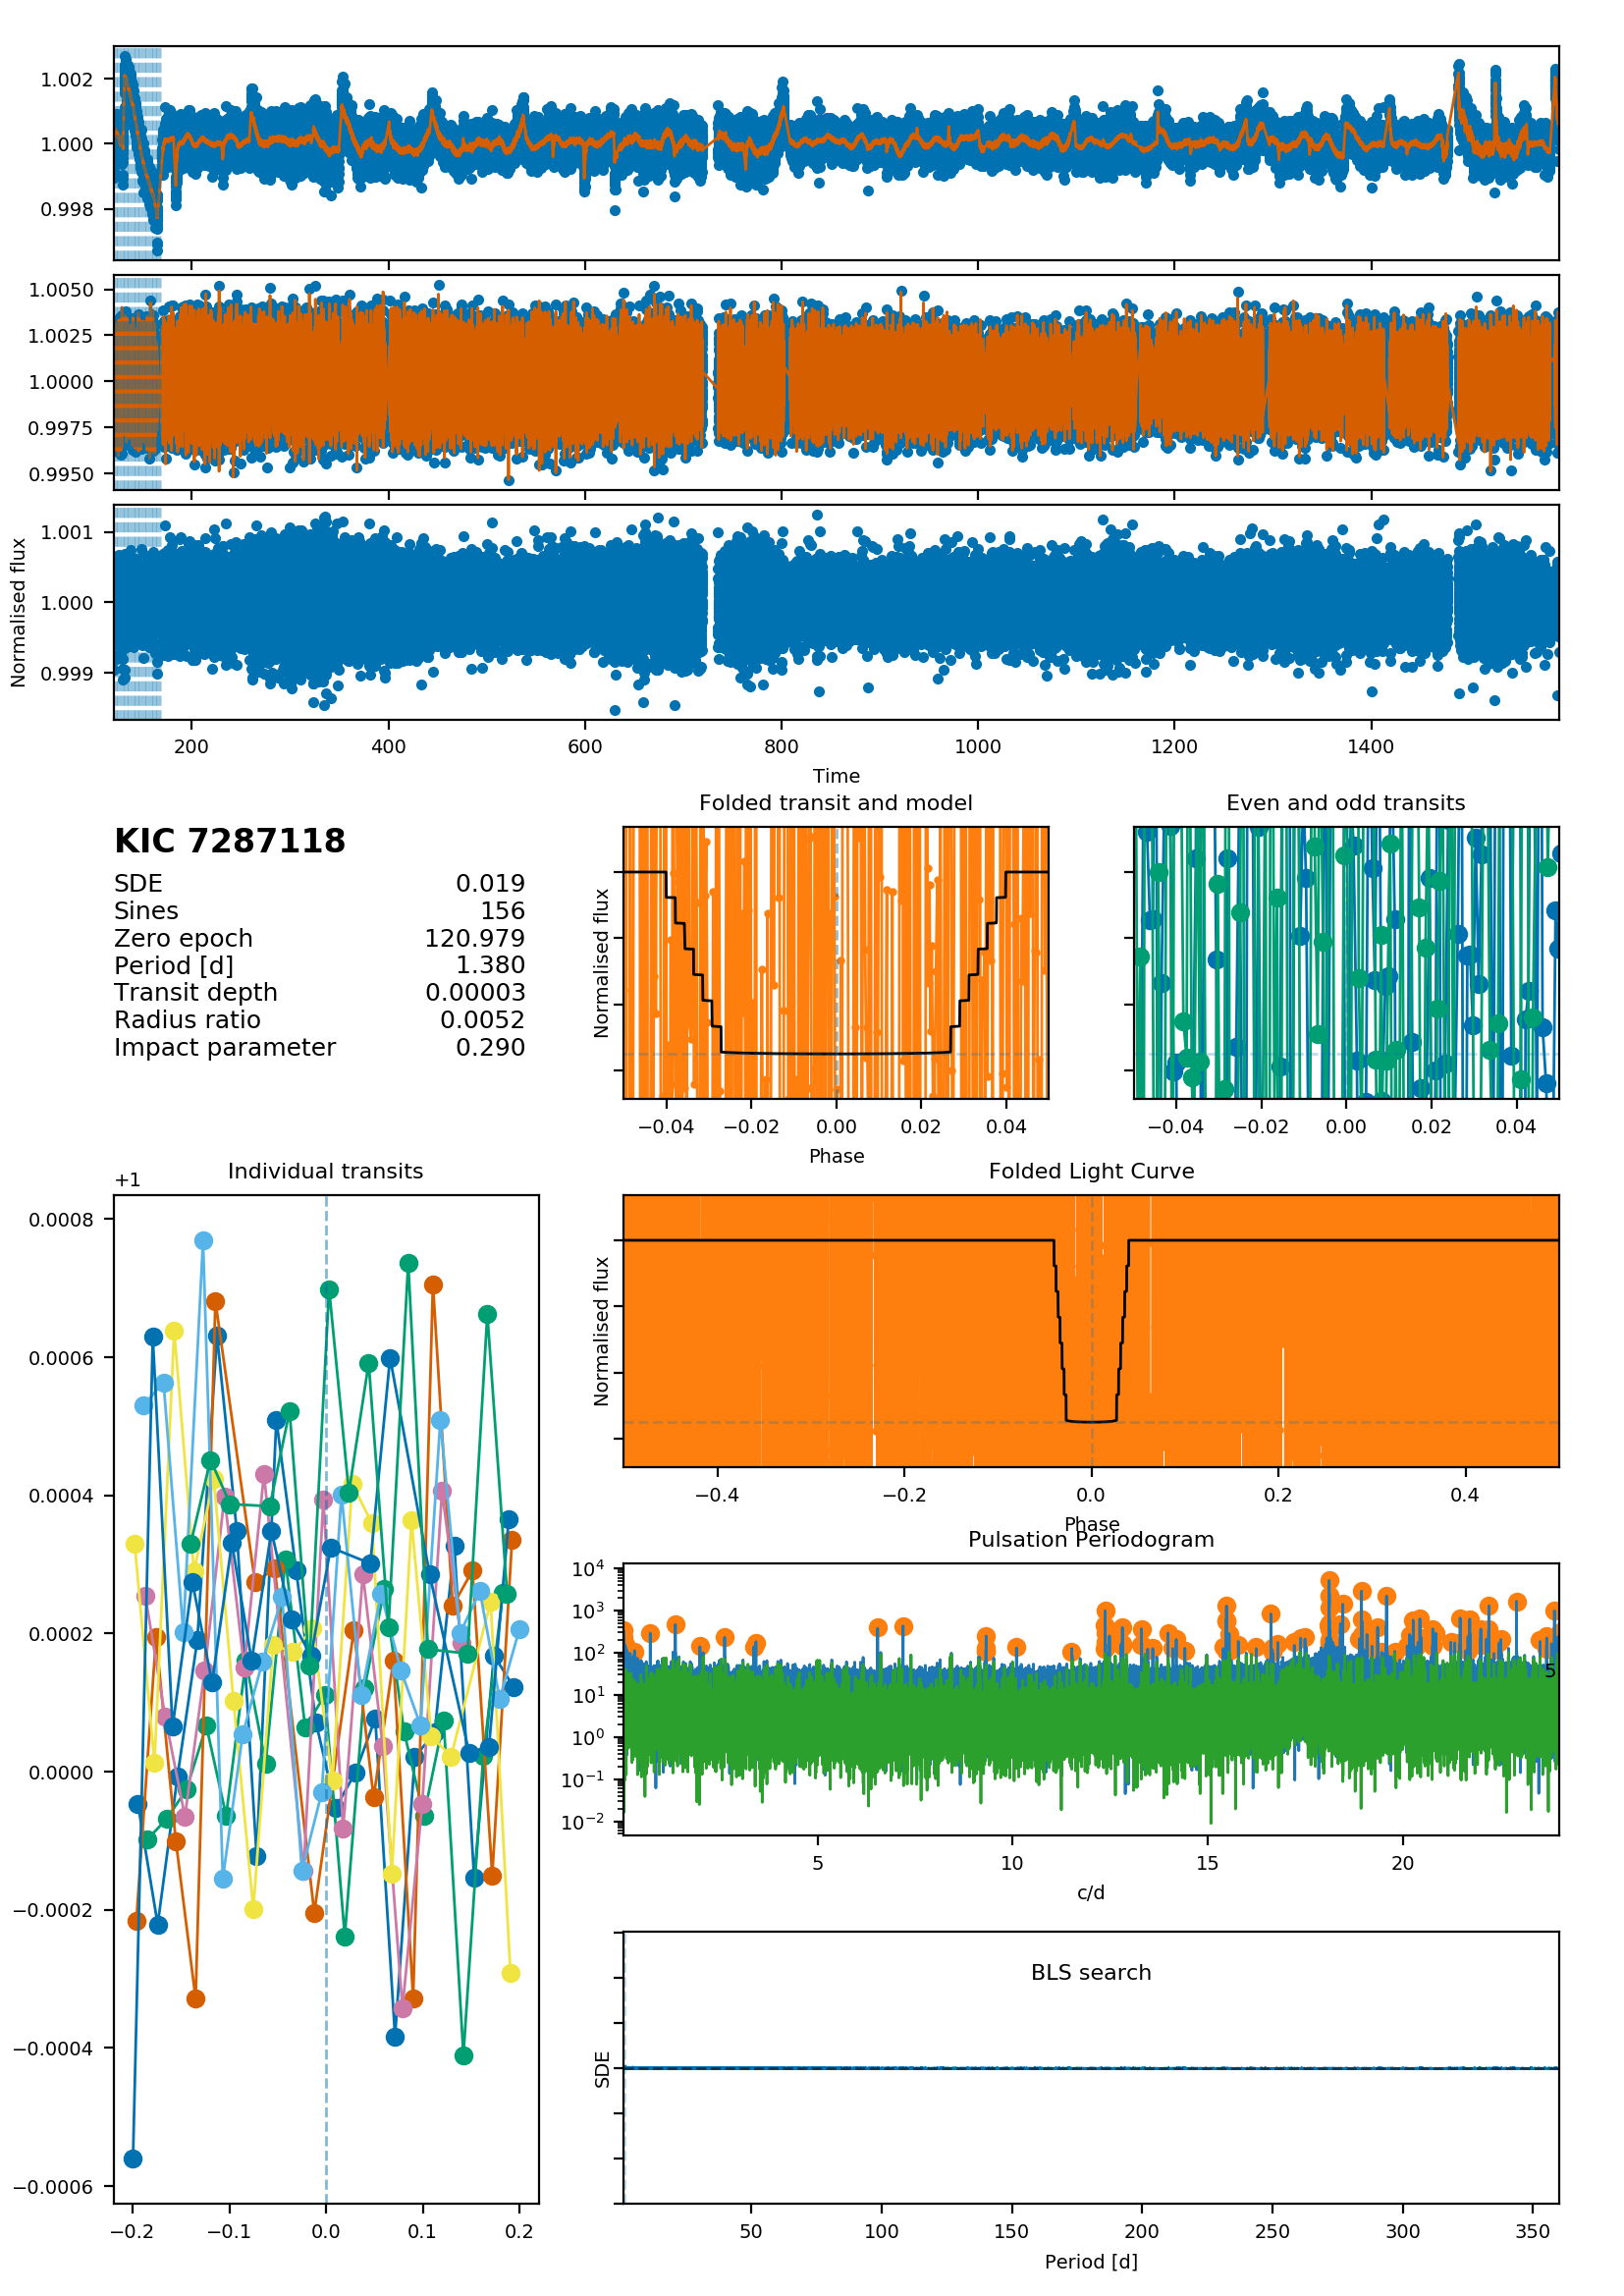 1.002
1.000
0.998
1.0050
1.0025
1.0000
0.9975
0.9950
1.001
1.000
0.999
Normalised flux
200 400 600 800 1000 1200 1400
Time
KIC 7287118
SDE 0.019
Sines 156
Zero epoch 120.979
Period [d] 1.380
Transit depth 0.00003
Radius ratio 0.0052
Impact parameter 0.290
Folded transit and model
Normalised flux
−0.04 −0.02 0.00 0.02 0.04
Phase
Even and odd transits
−0.04 −0.02 0.00 0.02 0.04
Individual transits
+1
0.0008
0.0006
0.0004
0.0002
0.0000
−0.0002
−0.0004
−0.0006
−0.2 −0.1 0.0 0.1 0.2
Folded Light Curve
Normalised flux
−0.4 −0.2 0.0 0.2 0.4
Phase
Pulsation Periodogram
10⁴
10³
10²
10¹
10⁰
10⁻¹
10⁻²
5
5 10 15 20
c/d
BLS search
SDE
50 100 150 200 250 300 350
Period [d]